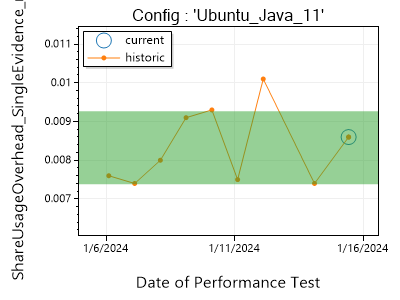 Config : 'Ubuntu_Java_11'
current
historic
0.011
0.01
0.009
0.008
0.007
ShareUsageOverhead_SingleEvidence_
1/6/2024
1/11/2024
1/16/2024
Date of Performance Test